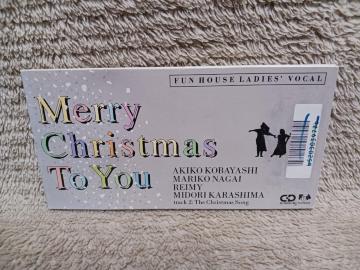 FUN HOUSE LADIES' VOCAL
Merry
Christmas
To You
AKIKO KOBAYASHI
MARIKO NAGAI
REIMY
MIDORI KARASHIMA
track 2: The Christmas Song